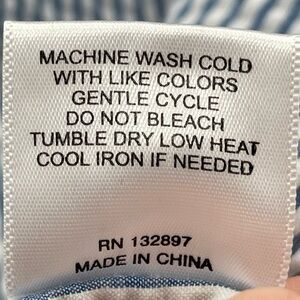 MACHINE WASH COLD
WITH LIKE COLORS
GENTLE CYCLE
DO NOT BLEACH
TUMBLE DRY LOW HEAT
COOL IRON IF NEEDED
RN 132897
MADE IN CHINA